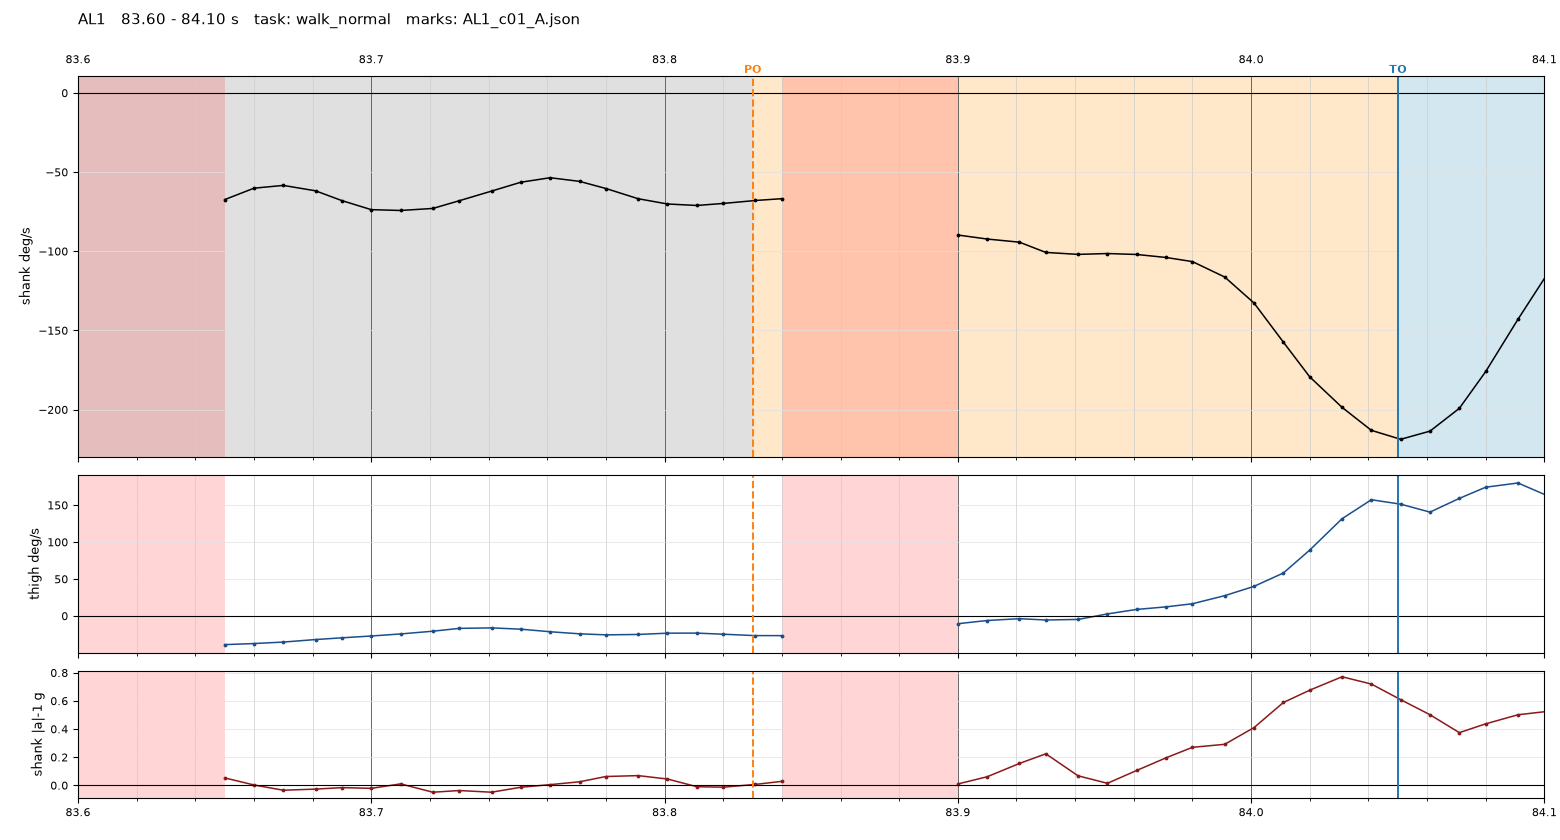 AL1   83.60 - 84.10 s   task: walk_normal   marks: AL1_c01_A.json
83.6 83.7 83.8 83.9 84.0 84.1
PO TO
0
−50
−100
−150
−200
shank deg/s
150
100
50
0
thigh deg/s
0.8
0.6
0.4
0.2
0.0
shank |a|-1 g
83.6 83.7 83.8 83.9 84.0 84.1